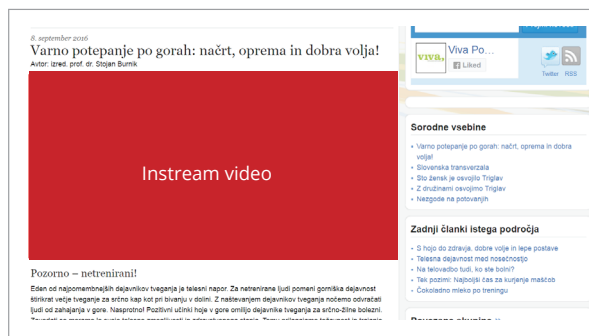 8. september 2016
Varno potepanje po gorah: načrt, oprema in dobra volja!
Avtor: izred. prof. dr. Stojan Burnik
Instream video
Pozorno – netrenirani!
Eden od najpomembnejših dejavnikov tveganja je telesni napor. Za netrenirane ljudi pomeni gorniška dejavnost
štirikrat večje tveganje za srčno kap kot pri bivanju v dolini. Z naštevanjem dejavnikov tveganja nočemo odvračati
ljudi od zahajanja v gore. Nasprotno! Pozitivni učinki hoje v gore omilijo dejavnike tveganja za srčno-žilne bolezni.
viva,
Viva Po...
Liked
Twitter RSS
Sorodne vsebine
Varno potepanje po gorah: načrt, oprema in dobra
volja!
Slovenska transverzala
Sto žensk je osvojilo Triglav
Z družinami osvojimo Triglav
Nezgode na potovanjih
Zadnji članki istega področja
S hojo do zdravja, dobre volje in lepe postave
Telesna dejavnost med nosečnostjo
Na telovadbo tudi, ko ste bolni?
Tek pozimi: Najboljši čas za kurjenje maščob
Čokoladno mleko po treningu